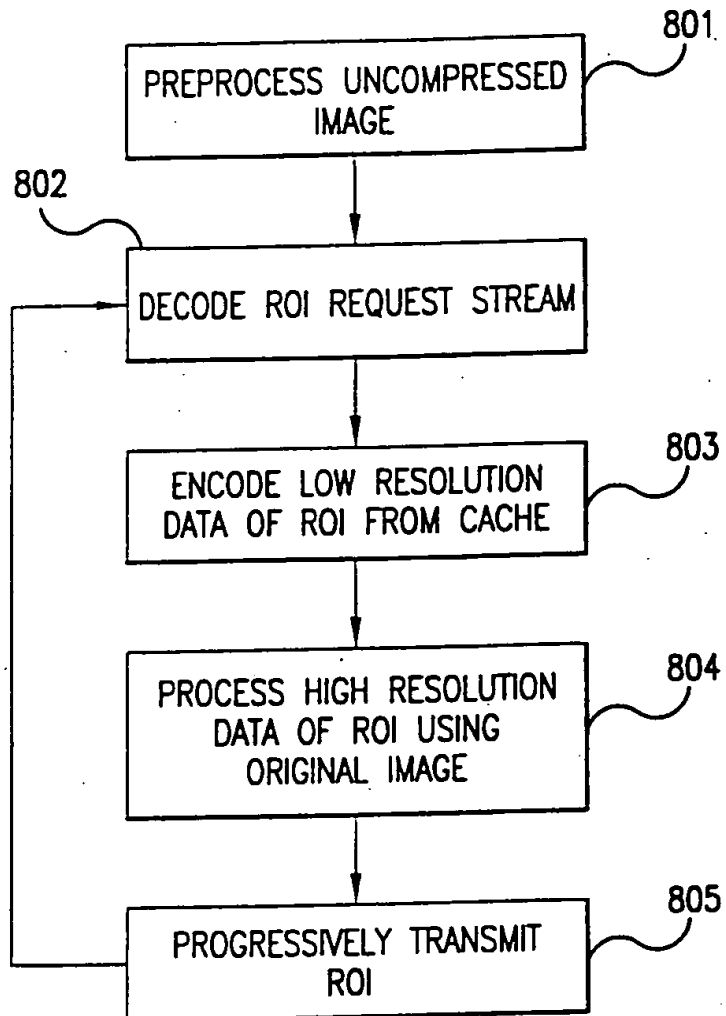 801
PREPROCESS UNCOMPRESSED
IMAGE
802
DECODE ROI REQUEST STREAM
803
ENCODE LOW RESOLUTION
DATA OF ROI FROM CACHE
804
PROCESS HIGH RESOLUTION
DATA OF ROI USING
ORIGINAL IMAGE
805
PROGRESSIVELY TRANSMIT
ROI